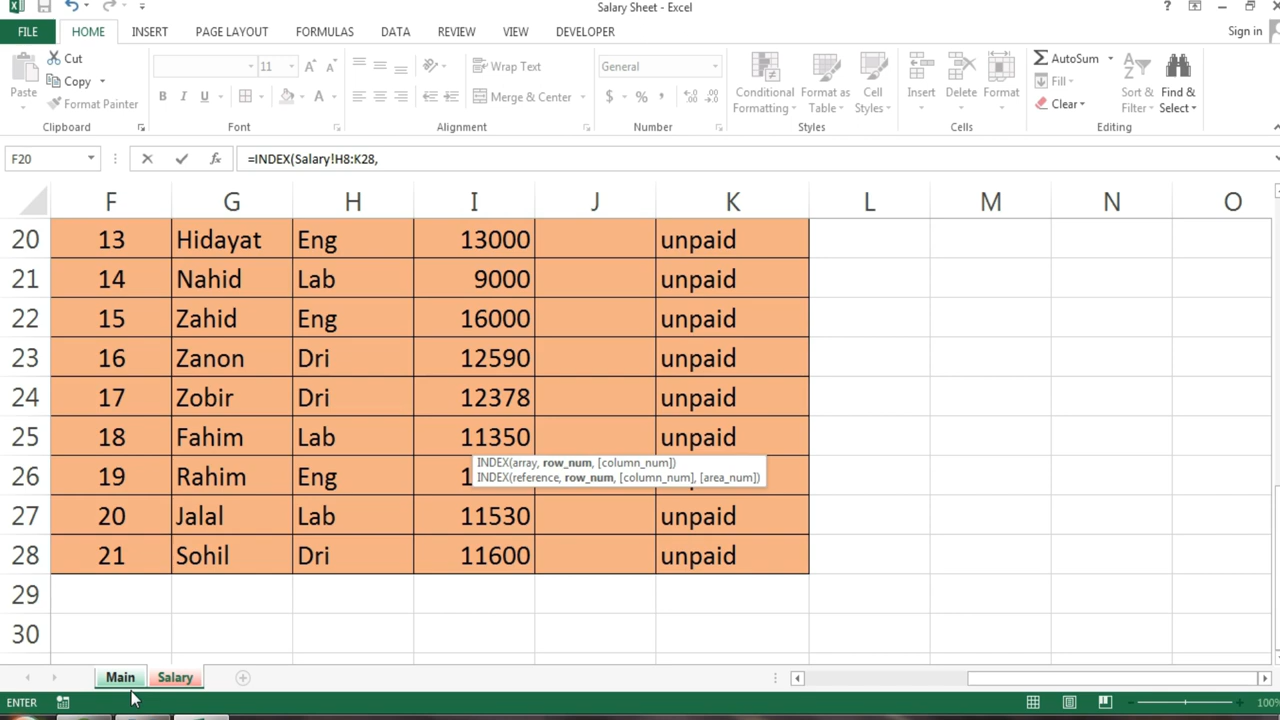 Salary Sheet - Excel
?
FILE HOME INSERT PAGE LAYOUT FORMULAS DATA REVIEW VIEW DEVELOPER Sign in
Paste
Cut
Copy
Format Painter
Clipboard
11
B I U
Font
Wrap Text
Merge & Center
Alignment
General
$ % ,
Number
Conditional Formatting
Format as Table
Cell Styles
Styles
Insert
Delete
Format
Cells
AutoSum
Fill
Clear
Sort & Filter
Find & Select
Editing
F20 =INDEX(Salary!H8:K28,
F G H I J K L M N O
20 13 Hidayat Eng 13000 unpaid
21 14 Nahid Lab 9000 unpaid
22 15 Zahid Eng 16000 unpaid
23 16 Zanon Dri 12590 unpaid
24 17 Zobir Dri 12378 unpaid
25 18 Fahim Lab 11350 unpaid
INDEX(array, row_num, [column_num])
INDEX(reference, row_num, [column_num], [area_num])
26 19 Rahim Eng
27 20 Jalal Lab 11530 unpaid
28 21 Sohil Dri 11600 unpaid
29
30
Main Salary
ENTER 100%